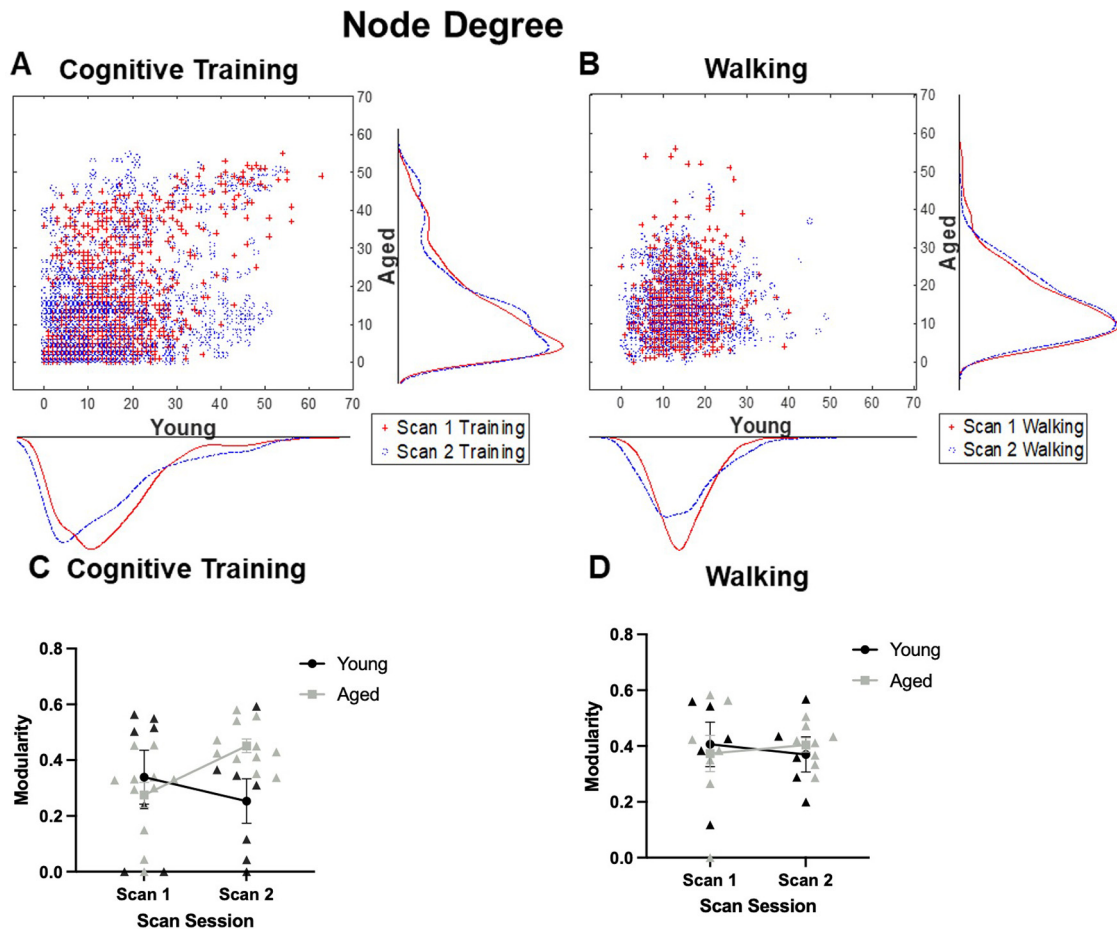 Node Degree
A
Cognitive Training
70
60
50
40
30
20
10
0
Aged
0 10 20 30 40 50 60 70
Young
Scan 1 Training
Scan 2 Training
B
Walking
70
60
50
40
30
20
10
0
Aged
0 10 20 30 40 50 60 70
Young
Scan 1 Walking
Scan 2 Walking
C
Cognitive Training
0.8
0.6
0.4
0.2
0.0
Modularity
Young
Aged
Scan 1 Scan 2
Scan Session
D
Walking
0.8
0.6
0.4
0.2
0.0
Modularity
Young
Aged
Scan 1 Scan 2
Scan Session